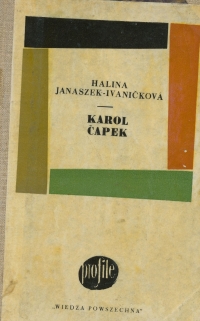 HALINA
JANASZEK-IVANIČKOVÁ
KAROL
ČAPEK
profile
„WIEDZA POWSZECHNA"